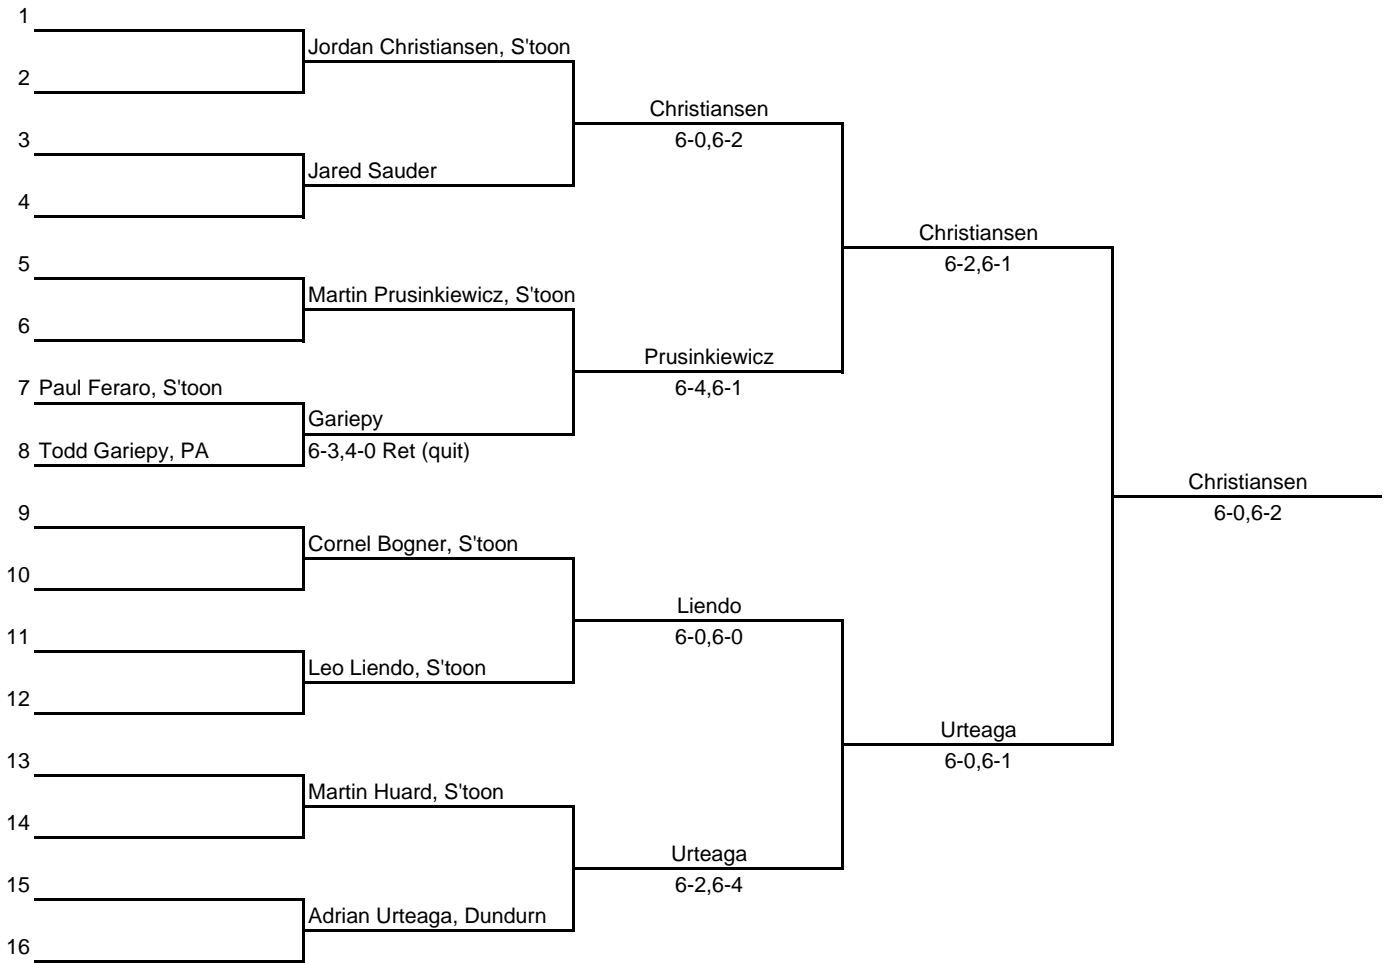 1
Jordan Christiansen, S'toon
2
Christiansen
3
6-0,6-2
Jared Sauder
4
Christiansen
5
6-2,6-1
Martin Prusinkiewicz, S'toon
6
Prusinkiewicz
7 Paul Feraro, S'toon
6-4,6-1
Gariepy
8 Todd Gariepy, PA
6-3,4-0 Ret (quit)
Christiansen
9
6-0,6-2
Cornel Bogner, S'toon
10
Liendo
11
6-0,6-0
Leo Liendo, S'toon
12
Urteaga
13
6-0,6-1
Martin Huard, S'toon
14
Urteaga
15
6-2,6-4
Adrian Urteaga, Dundurn
16